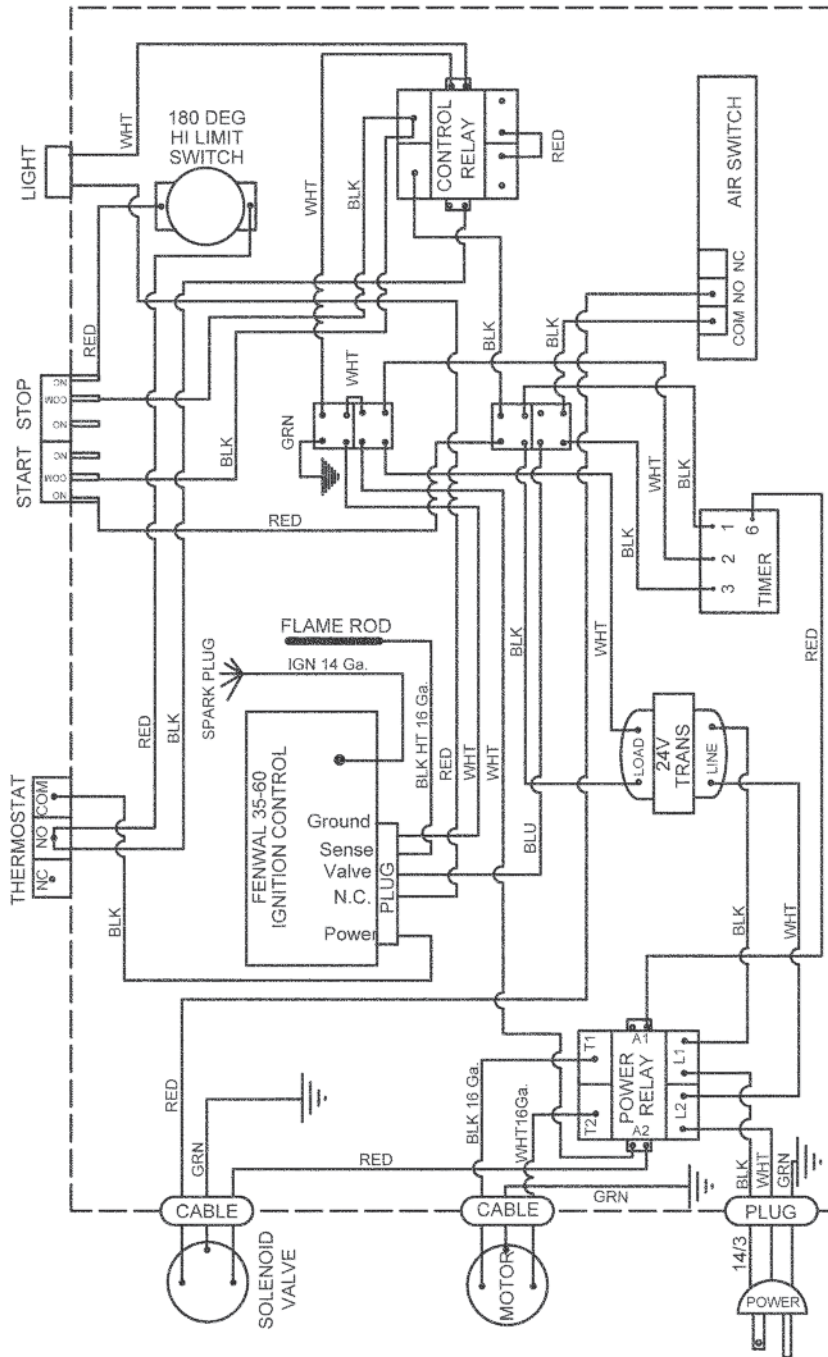 LIGHT
WHT
180 DEG
HI LIMIT
SWITCH
WHT
BLK
CONTROL
RELAY
RED
AIR SWITCH
COM NO NC
START STOP
NO COM NC NO COM NC
RED
BLK
GRN
WHT
BLK
BLK
RED
WHT
BLK
BLK
1
2
3
6
TIMER
RED
FLAME ROD
SPARK PLUG
IGN 14 Ga.
BLK HT 16 Ga.
RED
WHT
WHT
BLK
WHT
RED
BLK
THERMOSTAT
NC NO COM
BLK
FENWAL 35-60
IGNITION CONTROL
Ground
Sense
Valve
N.C.
Power
PLUG
BLU
LOAD
24V
TRANS
LINE
BLK
WHT
RED
GRN
RED
BLK 16 Ga.
WHT16Ga.
T1
T2
A1
POWER
RELAY
A2
L1
L2
GRN
BLK
WHT
GRN
CABLE
SOLENOID
VALVE
CABLE
MOTOR
PLUG
14/3
POWER